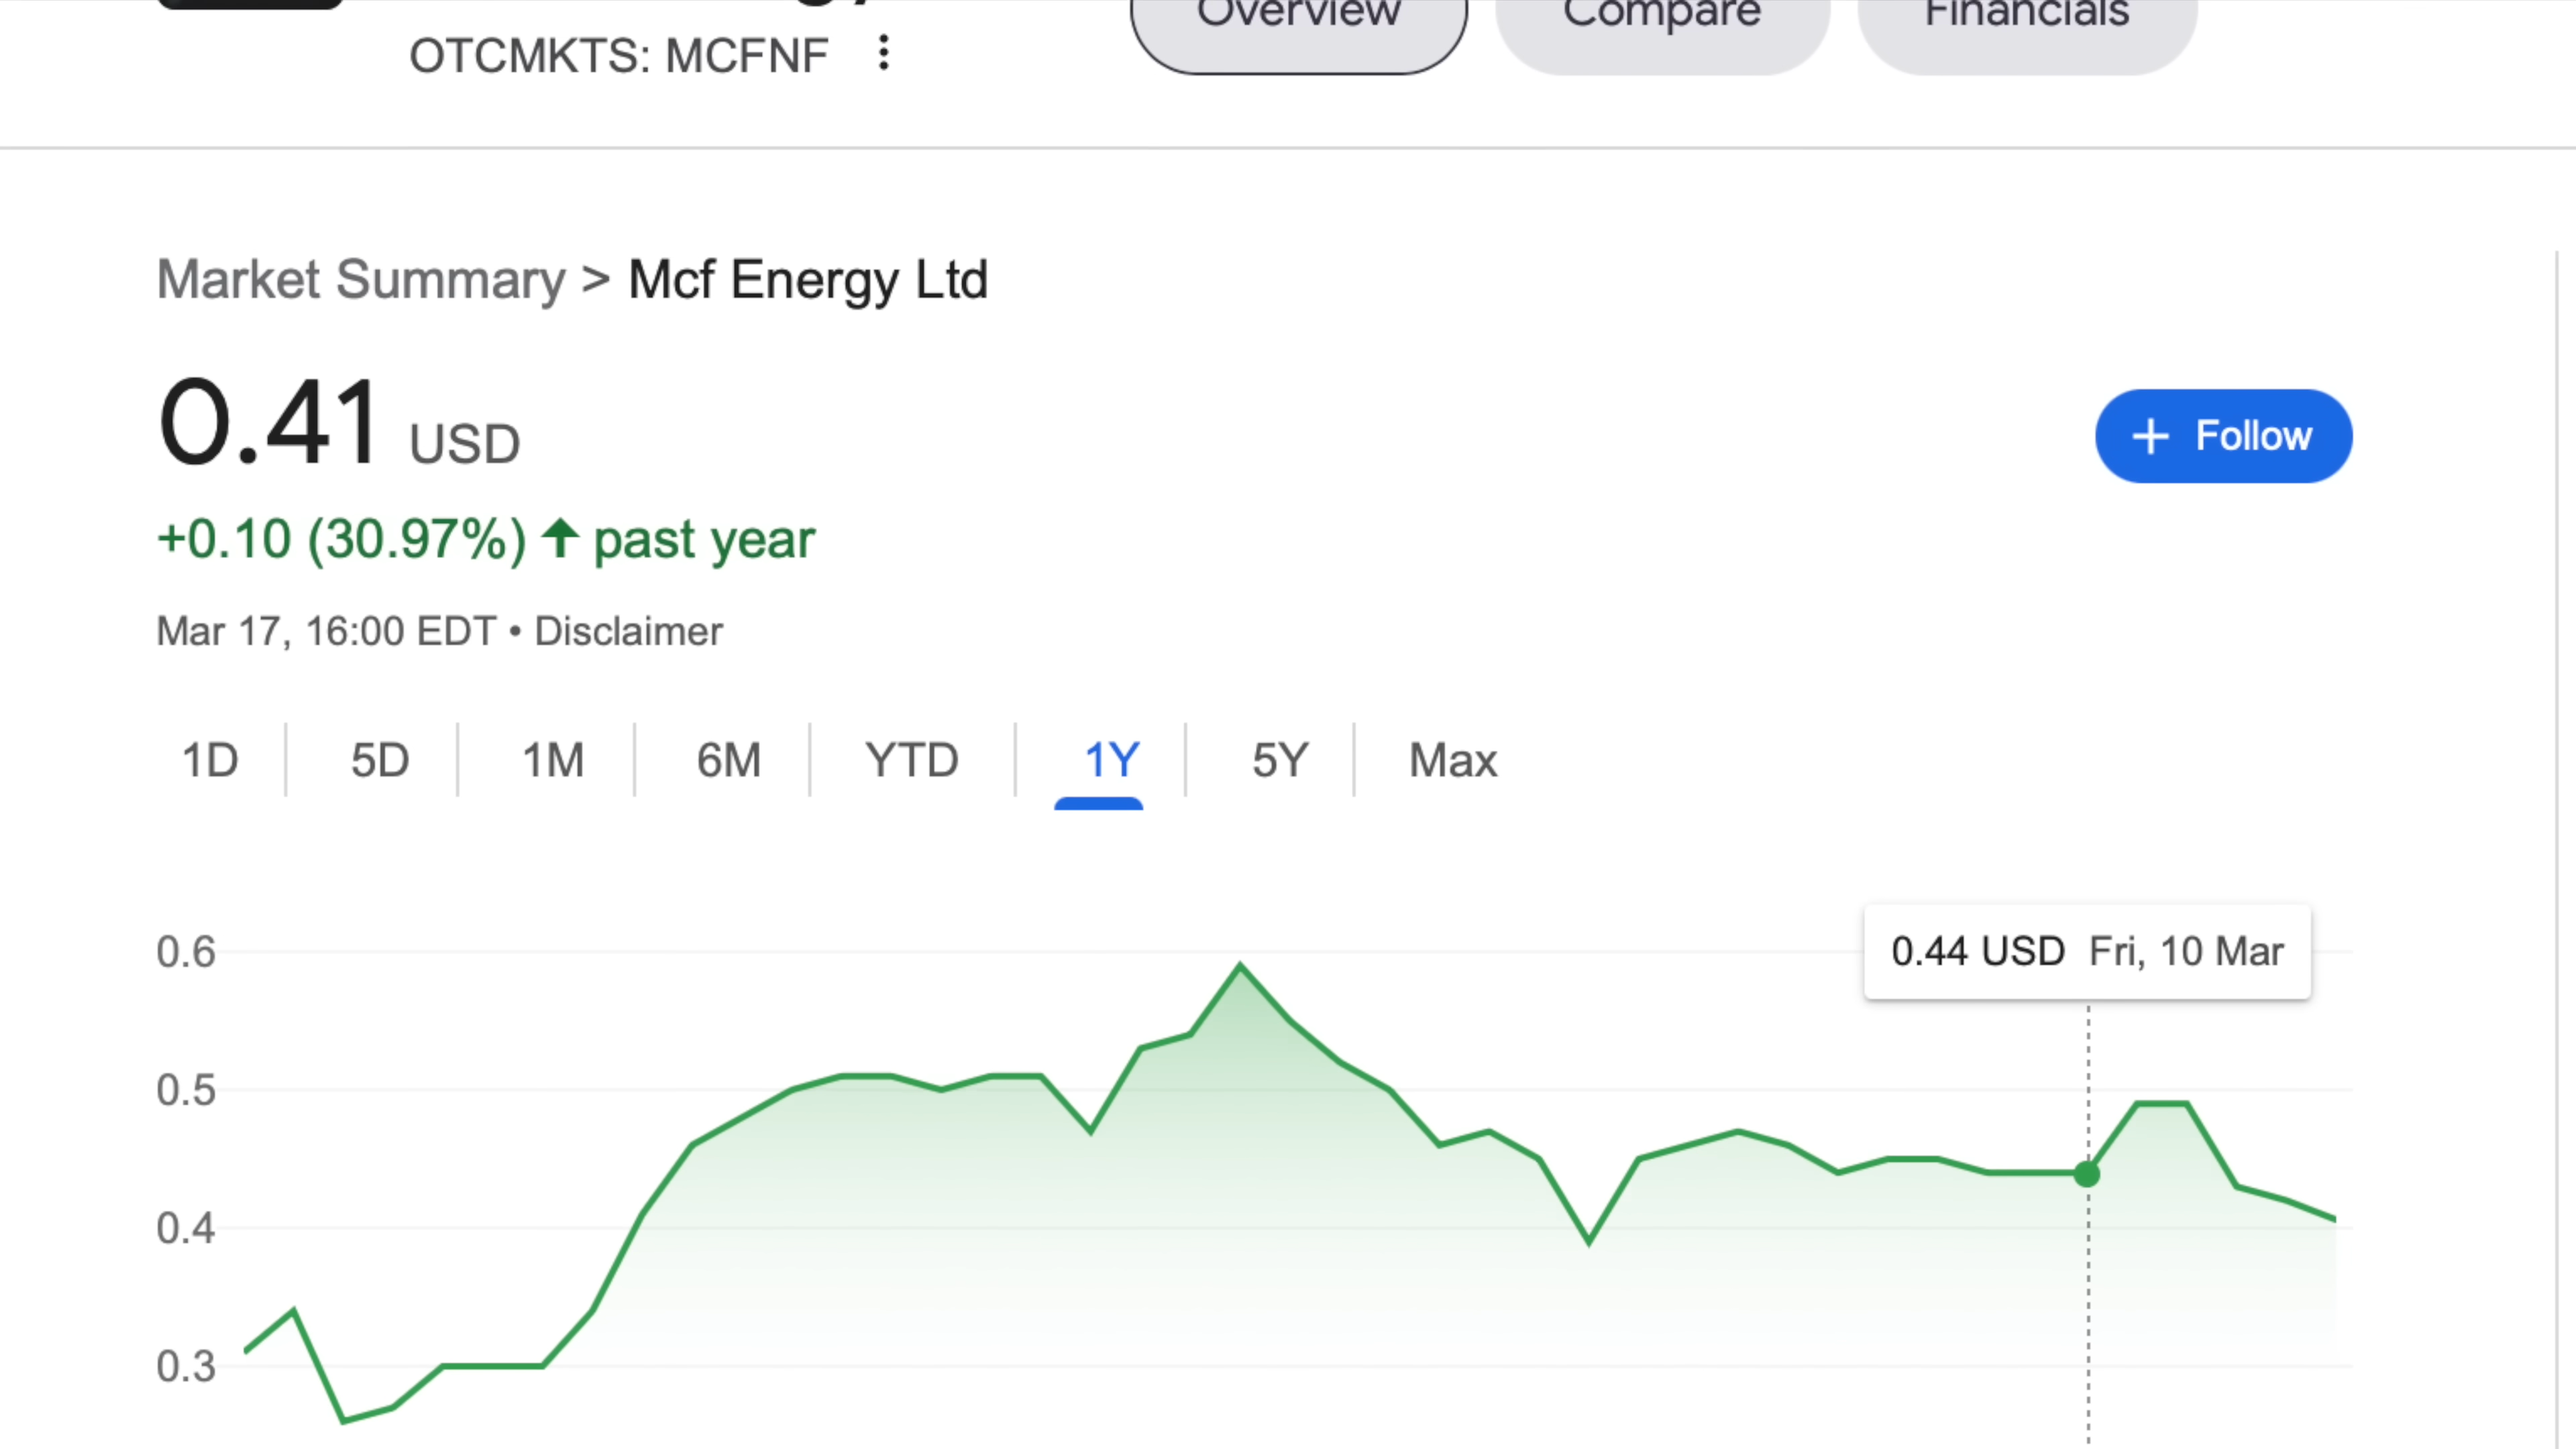 Overview
Compare
Financials
OTCMKTS: MCFNF
Market Summary > Mcf Energy Ltd
0.41 USD
+ Follow
+0.10 (30.97%) ↑ past year
Mar 17, 16:00 EDT • Disclaimer
1D
5D
1M
6M
YTD
1Y
5Y
Max
0.6
0.44 USD Fri, 10 Mar
0.5
0.4
0.3